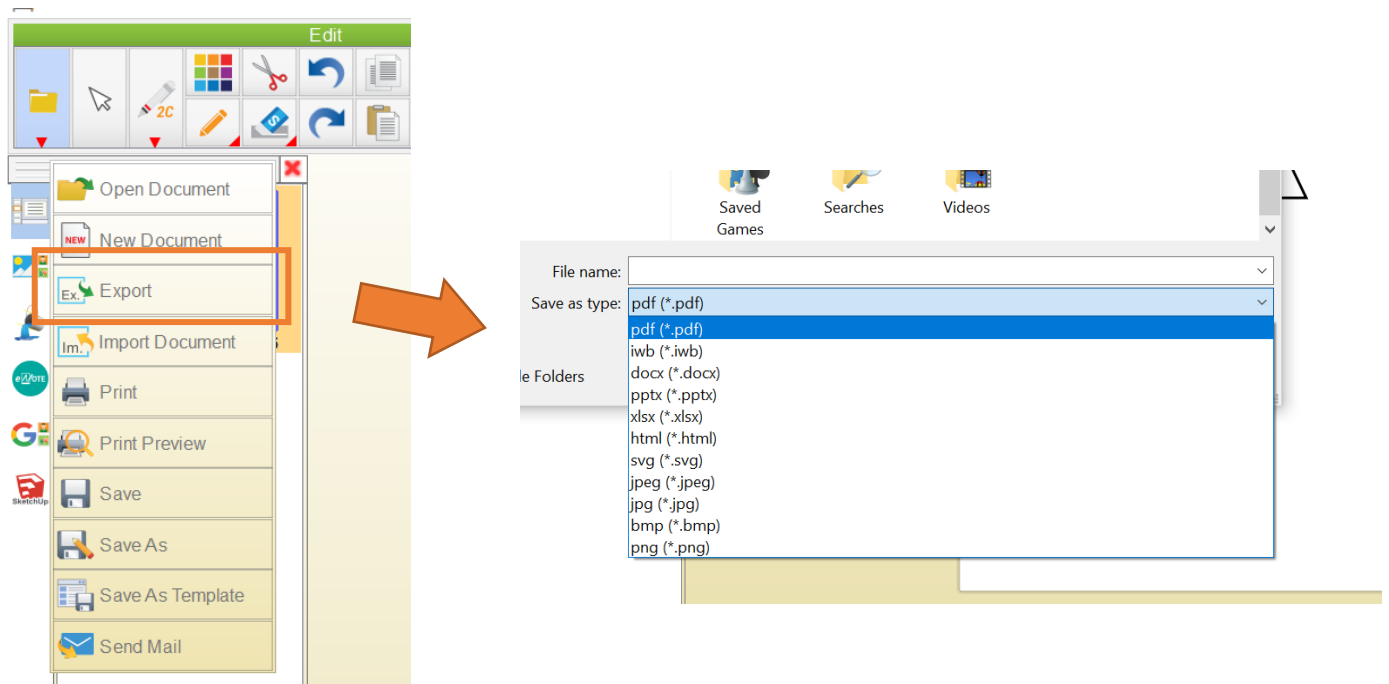 Edit
2C
S
Open Document
NEW
New Document
Ex.
Export
Im.
Import Document
Print
Print Preview
Save
Save As
Save As Template
Send Mail
eNOTE
G
SketchUp
Saved
Games
Searches
Videos
File name:
Save as type: pdf (*.pdf)
pdf (*.pdf)
iwb (*.iwb)
docx (*.docx)
pptx (*.pptx)
xlsx (*.xlsx)
html (*.html)
svg (*.svg)
jpeg (*.jpeg)
jpg (*.jpg)
bmp (*.bmp)
png (*.png)
le Folders